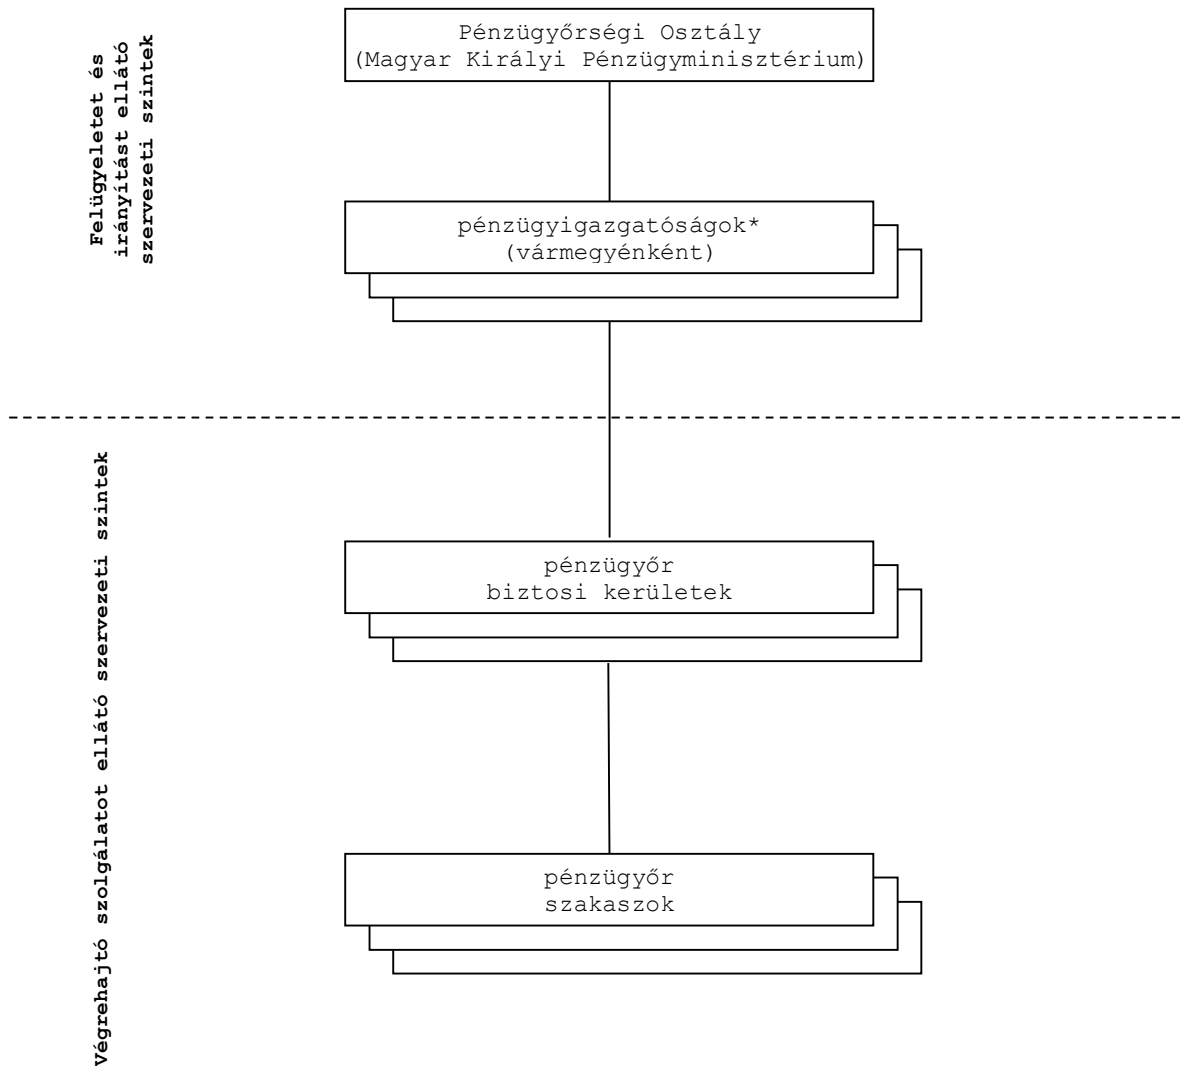 Felügyeletet és
irányítást ellátó
szervezeti szintek
Pénzügyőrségi Osztály
(Magyar Királyi Pénzügyminisztérium)
pénzügyigazgatóságok*
(vármegyénként)
Végrehajtó szolgálatot ellátó szervezeti szintek
pénzügyőr
biztosi kerületek
pénzügyőr
szakaszok